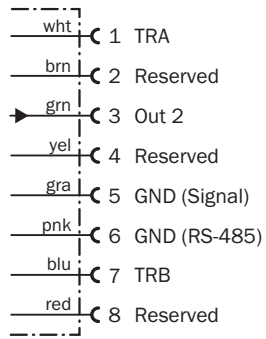 wht 1 TRA
brn 2 Reserved
grn 3 Out 2
yel 4 Reserved
gra 5 GND (Signal)
pnk 6 GND (RS-485)
blu 7 TRB
red 8 Reserved